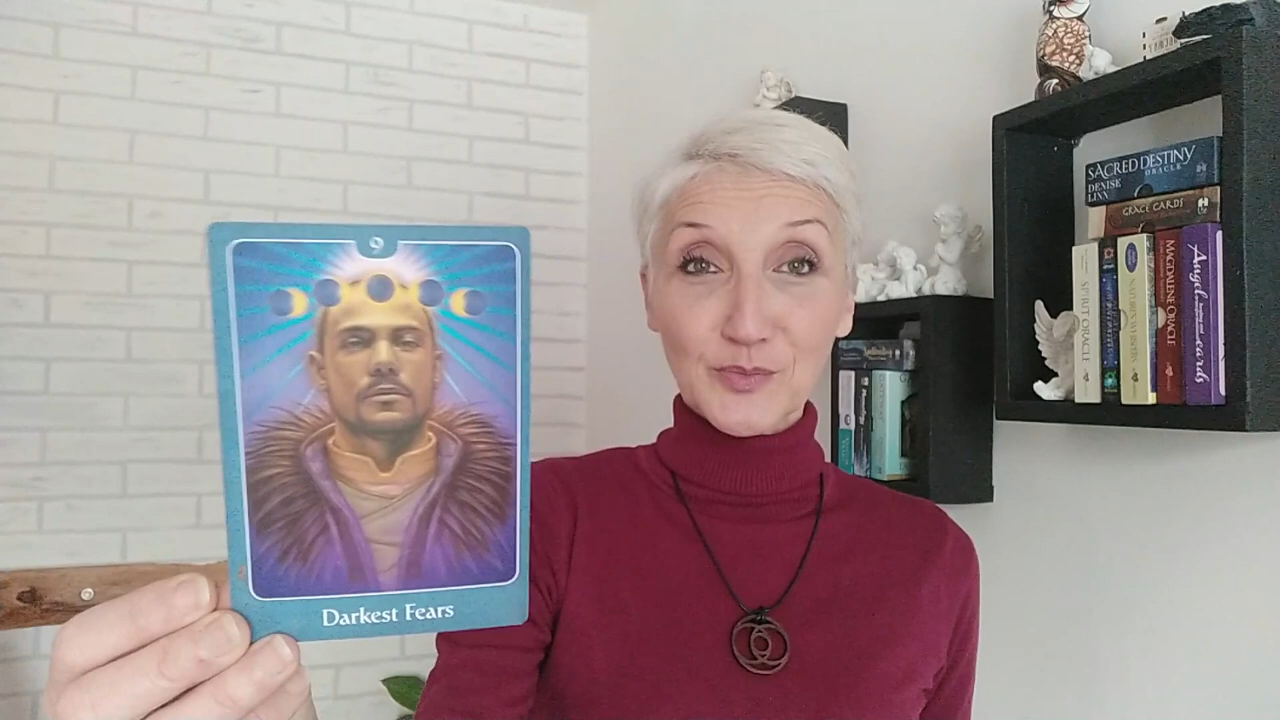 9
Darkest Fears
SACRED DESTINY
ORACLE
DENISE
LINN
GRACE CARDS
SPIRIT ORACLE
MAGDALENE ORACLE
Angel
cards